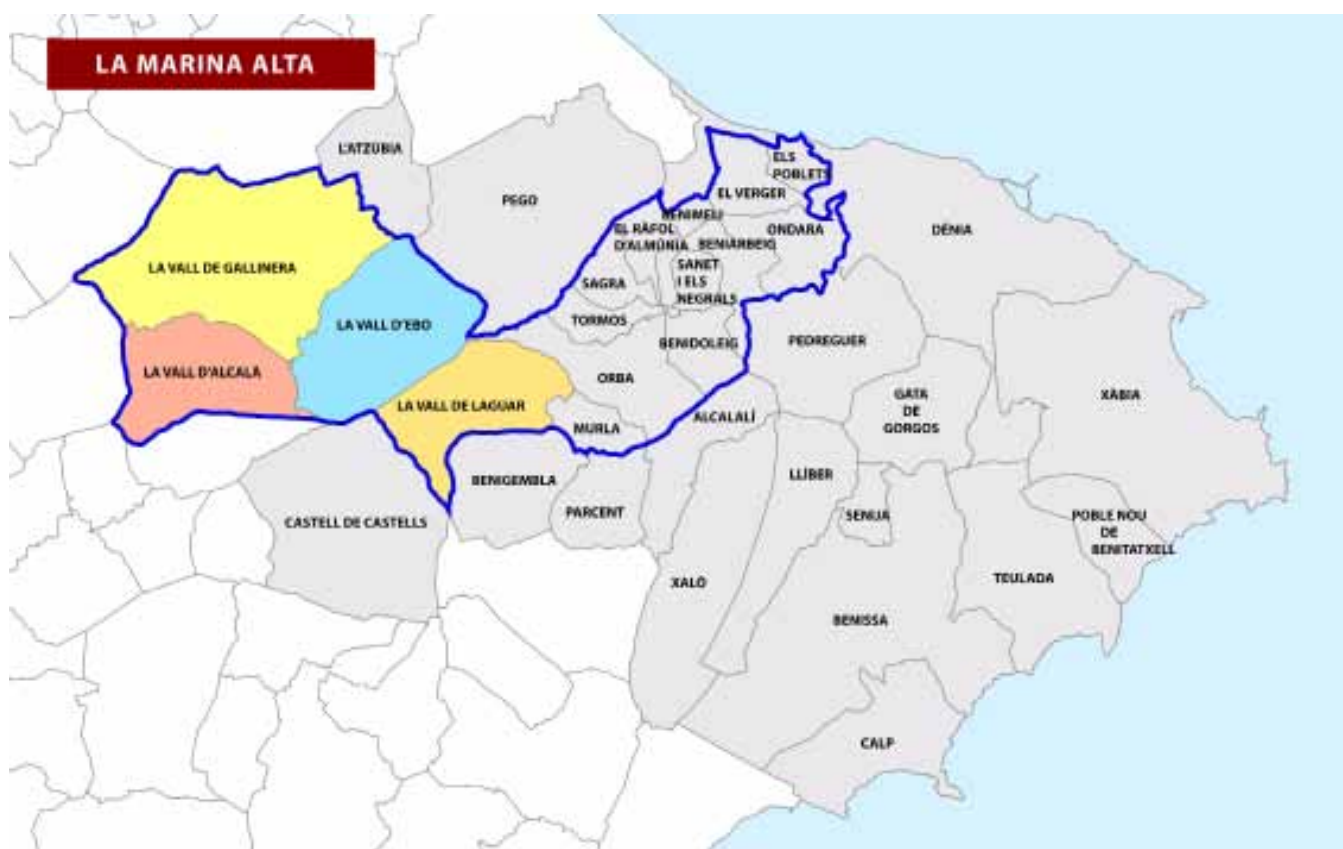 LA MARINA ALTA
L'ATZÚBIA
PEGO
ELS
POBLETS
EL VERGER
BENIMELI
EL RÀFOL
D'ALMÚNIA
BENIARBEIG
ONDARA
DÉNIA
LA VALL DE GALLINERA
SANET
I ELS
NEGRALS
SAGRA
TORMOS
LA VALL D'EBO
BENIDOLEIG
PEDREGUER
LA VALL D'ALCALÀ
ORBA
LA VALL DE LAGUAR
MURLA
ALCALALÍ
GATA
DE
GORGOS
XÀBIA
BENIGEMBLA
LLÍBER
PARCENT
SENIJA
CASTELL DE CASTELLS
POBLE NOU
DE
BENITATXELL
XALÓ
TEULADA
BENISSA
CALP